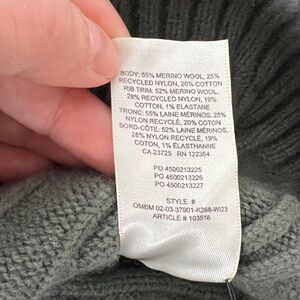 BODY: 55% MERINO WOOL, 25%
RECYCLED NYLON, 20% COTTON
RIB TRIM: 52% MERINO WOOL,
28% RECYCLED NYLON, 19%
COTTON, 1% ELASTANE
TRONC: 55% LAINE MÉRINOS, 25%
NYLON RECYCLÉ, 20% COTON
BORD-CÔTE: 52% LAINE MÉRINOS,
28% NYLON RECYCLÉ, 19%
COTON, 1% ÉLASTHANNE
CA 23725 RN 122354
PO 4500213225
PO 4500213226
PO 4500213227
STYLE #
OMBM 02-03-37901-K268-WI23
ARTICLE # 103516